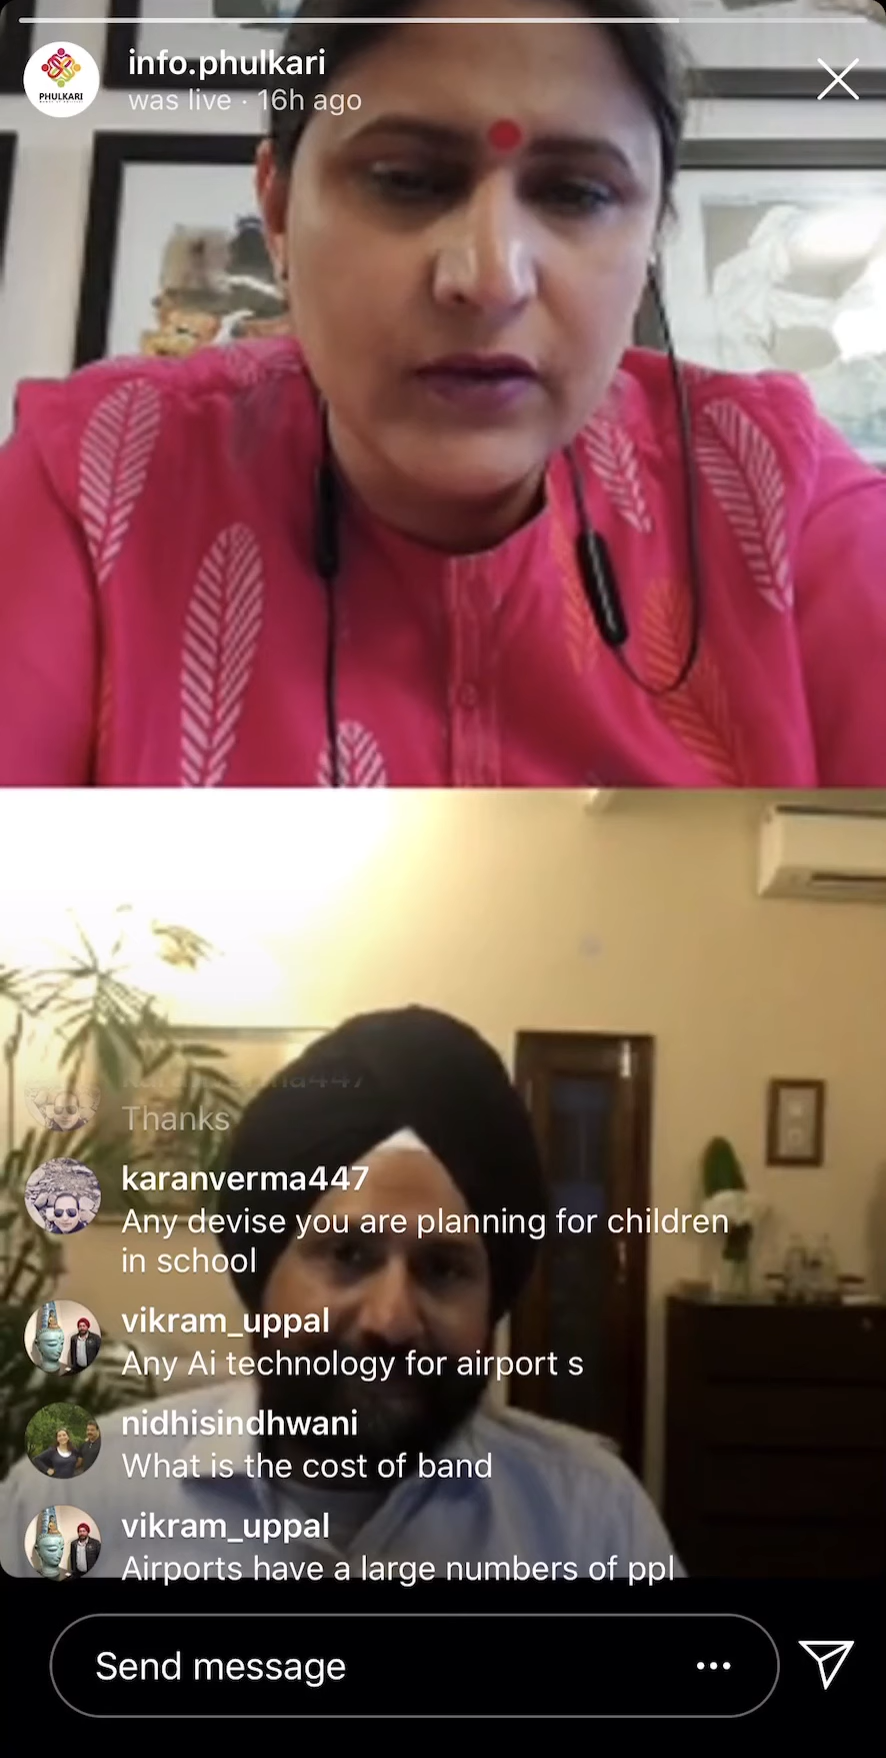 info.phulkari
was live · 16h ago
PHULKARI
Thanks
karanverma447
Any devise you are planning for children
in school
vikram_uppal
Any Ai technology for airport s
nidhisindhwani
What is the cost of band
vikram_uppal
Airports have a large numbers of ppl
Send message